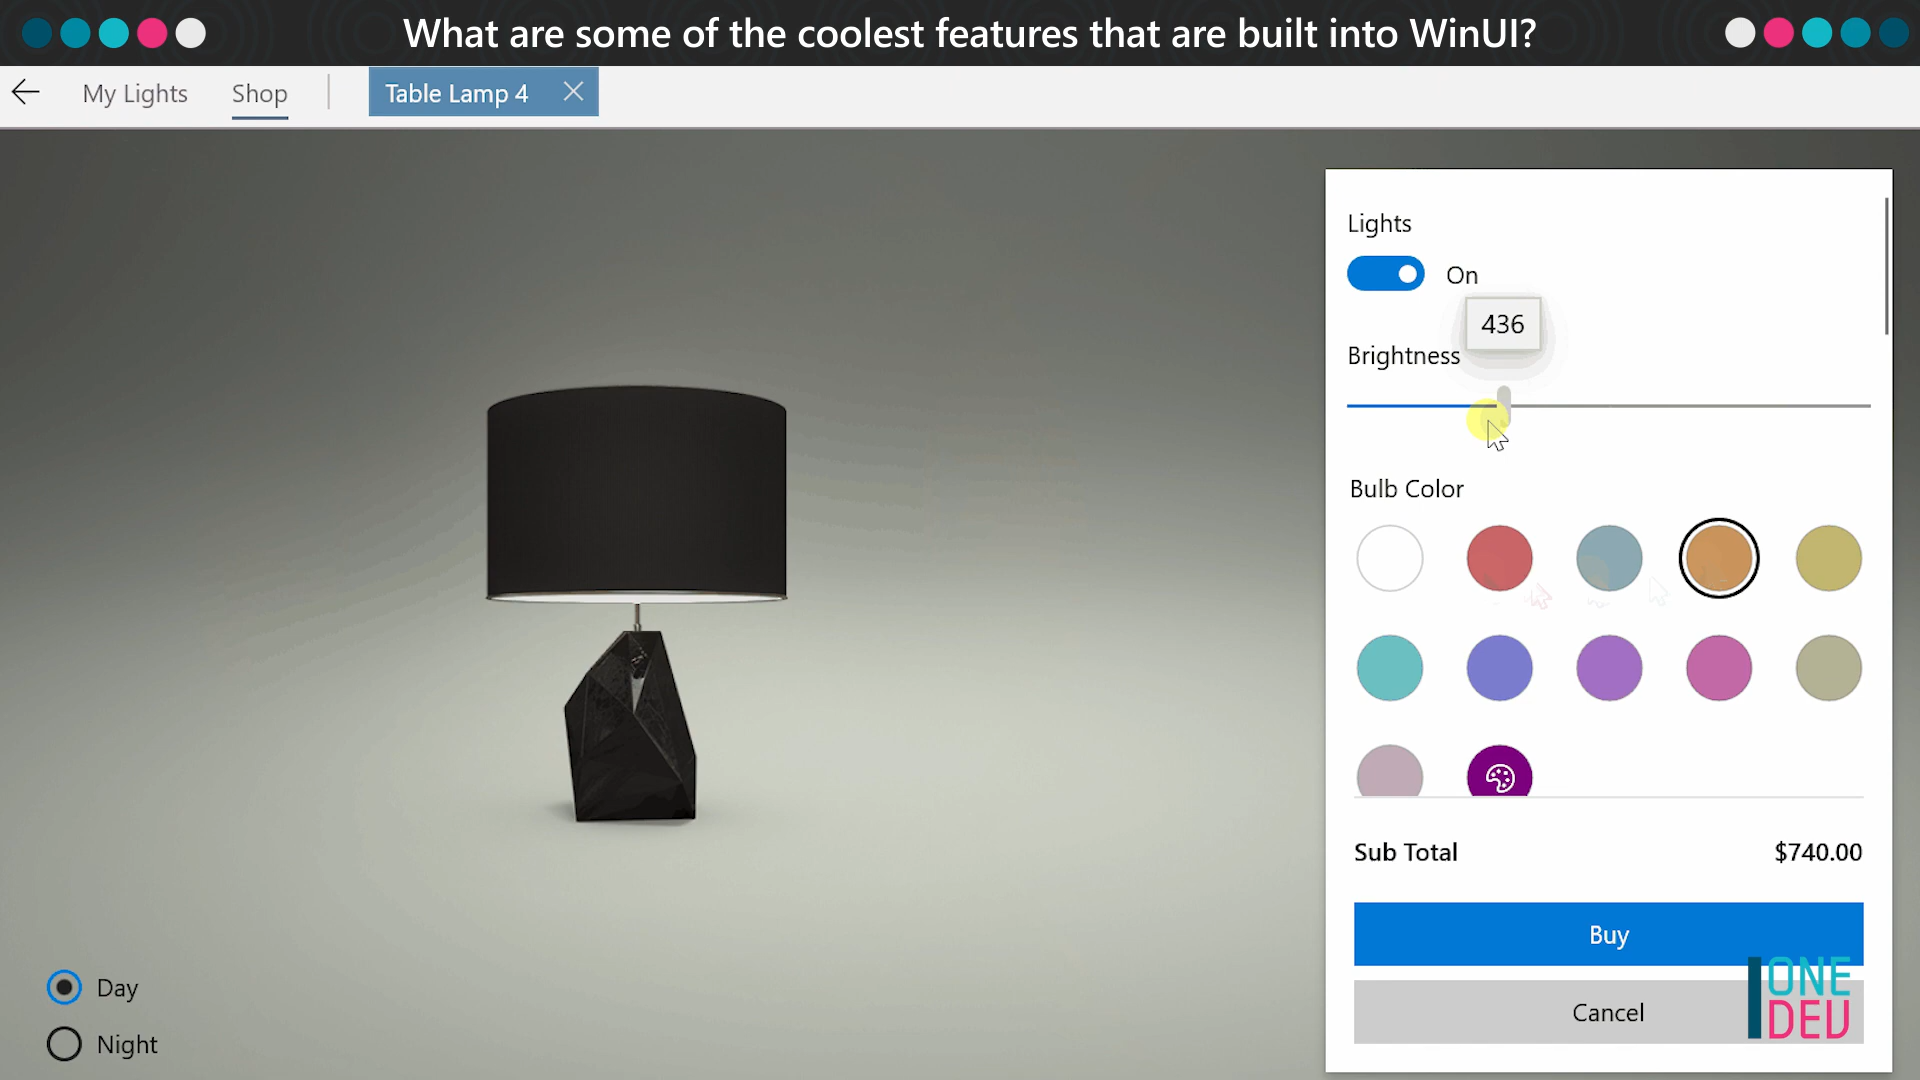 What are some of the coolest features that are built into WinUI?
My Lights
Shop
Table Lamp 4
Lights
On
436
Brightness
Bulb Color
Sub Total
$740.00
Buy
Cancel
ONE
DEV
Day
Night